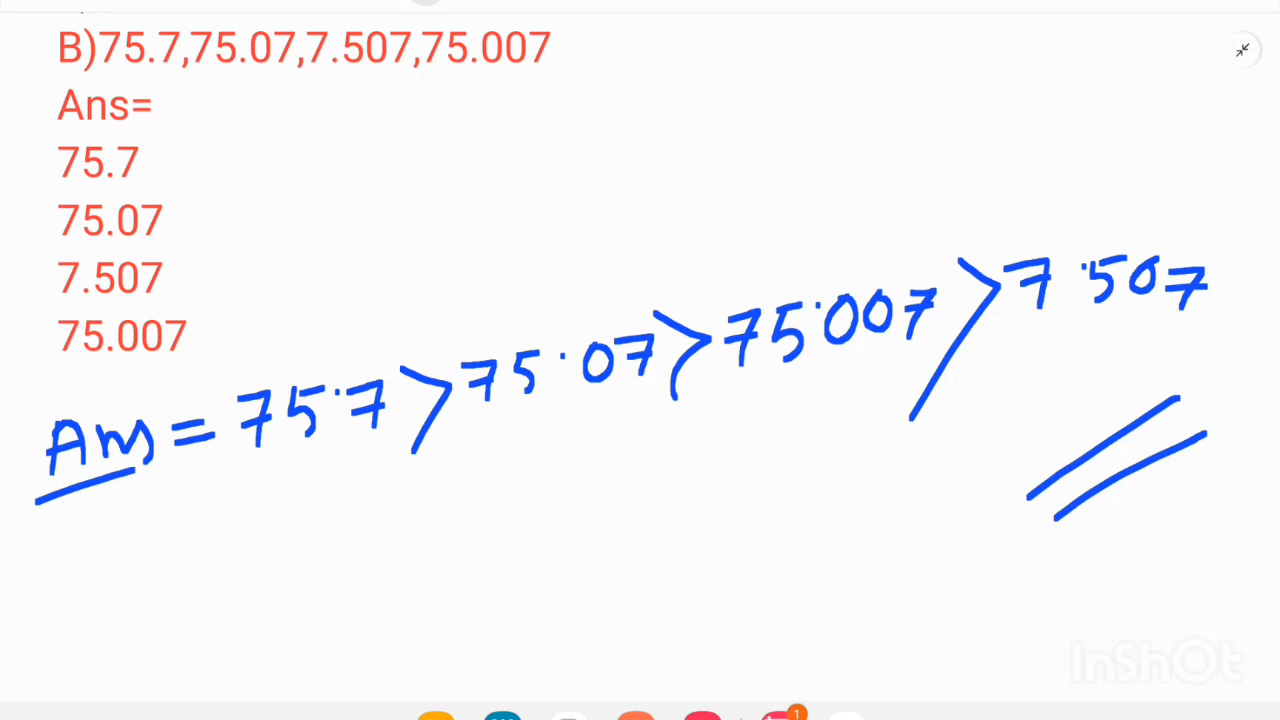 B)75.7,75.07,7.507,75.007
Ans=
75.7
75.07
7.507
75.007
Ans = 75.7 > 75.07 > 75.007 > 7.507
InShOt
1